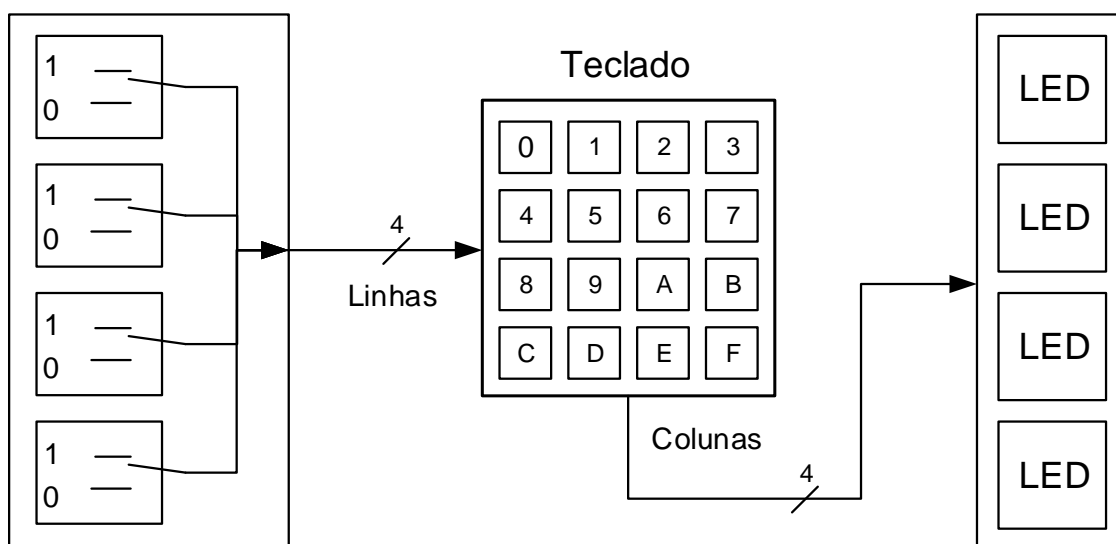 1
0
1
0
1
0
1
0
4
Linhas
Teclado
0 1 2 3
4 5 6 7
8 9 A B
C D E F
Colunas
4
LED
LED
LED
LED